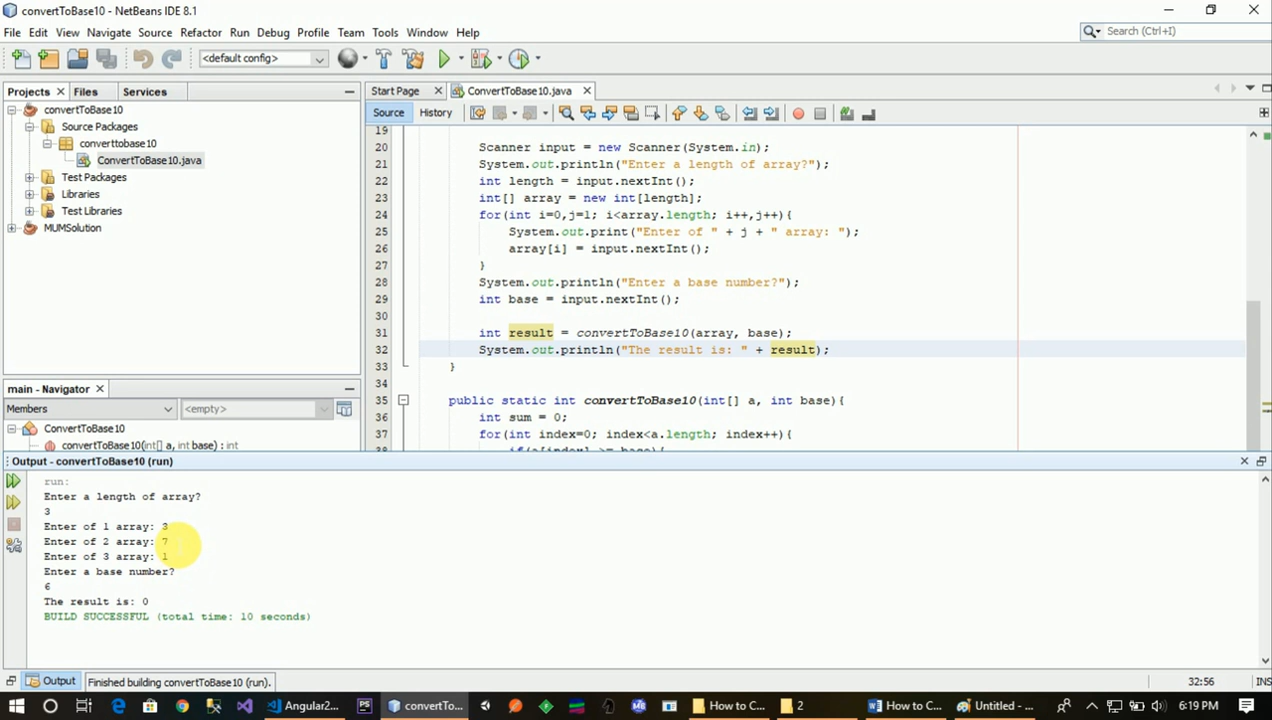 convertToBase10 - NetBeans IDE 8.1
File Edit View Navigate Source Refactor Run Debug Profile Team Tools Window Help
Search (Ctrl+I)
<default config>
Projects Files Services
convertToBase10
Source Packages
converttobase10
ConvertToBase10.java
Test Packages
Libraries
Test Libraries
MUMSolution
main - Navigator
Members <empty>
ConvertToBase10
convertToBase10(int[] a, int base) : int
Start Page ConvertToBase10.java
Source History
19
20 Scanner input = new Scanner(System.in);
21 System.out.println("Enter a length of array?");
22 int length = input.nextInt();
23 int[] array = new int[length];
24 for(int i=0,j=1; i<array.length; i++,j++){
25 System.out.print("Enter of " + j + " array: ");
26 array[i] = input.nextInt();
27 }
28 System.out.println("Enter a base number?");
29 int base = input.nextInt();
30
31 int result = convertToBase10(array, base);
32 System.out.println("The result is: " + result);
33 }
34
35 public static int convertToBase10(int[] a, int base){
36 int sum = 0;
37 for(int index=0; index<a.length; index++){
38 if(a[index] >= base){
Output - convertToBase10 (run)
run:
Enter a length of array?
3
Enter of 1 array: 3
Enter of 2 array: 7
Enter of 3 array: 1
Enter a base number?
6
The result is: 0
BUILD SUCCESSFUL (total time: 10 seconds)
Output Finished building convertToBase10 (run). 32:56 INS
Angular2... convertTo... How to C... 2 How to C... Untitled - ... 6:19 PM